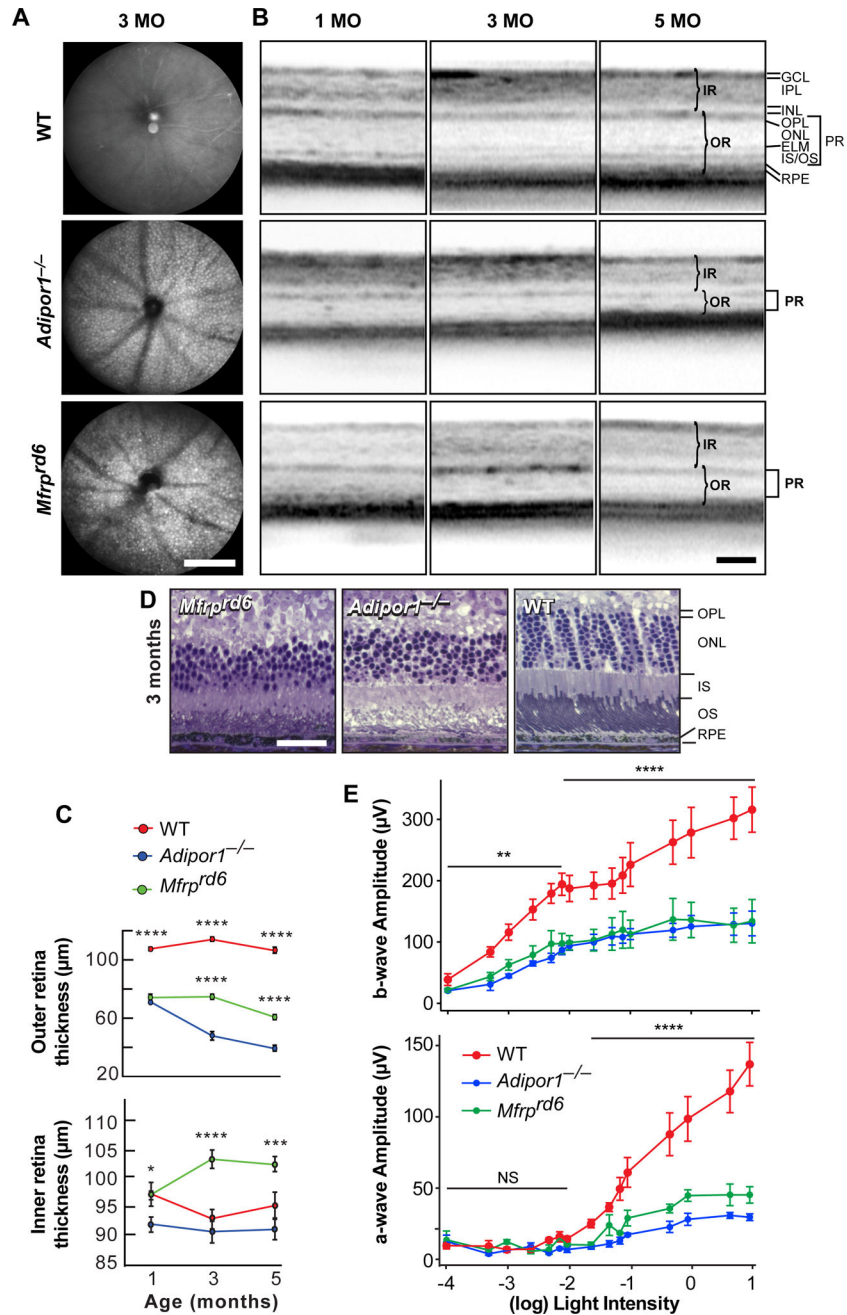 A
3 MO
WT
Adipor1–/–
Mfrprd6
B
1 MO
3 MO
5 MO
IR
OR
GCL
IPL
INL
OPL
ONL
ELM
IS/OS
RPE
PR
IR
OR
PR
IR
OR
PR
D
3 months
Mfrprd6
Adipor1–/–
WT
OPL
ONL
IS
OS
RPE
C
WT
Adipor1–/–
Mfrprd6
Outer retina
thickness (µm)
100
60
20
****
****
****
****
****
Inner retina
thickness (µm)
110
105
100
95
90
85
*
****
***
1
3
5
Age (months)
E
b-wave Amplitude (µV)
300
200
100
0
**
****
a-wave Amplitude (µV)
150
100
50
0
WT
Adipor1–/–
Mfrprd6
NS
****
-4
-3
-2
-1
0
1
(log) Light Intensity